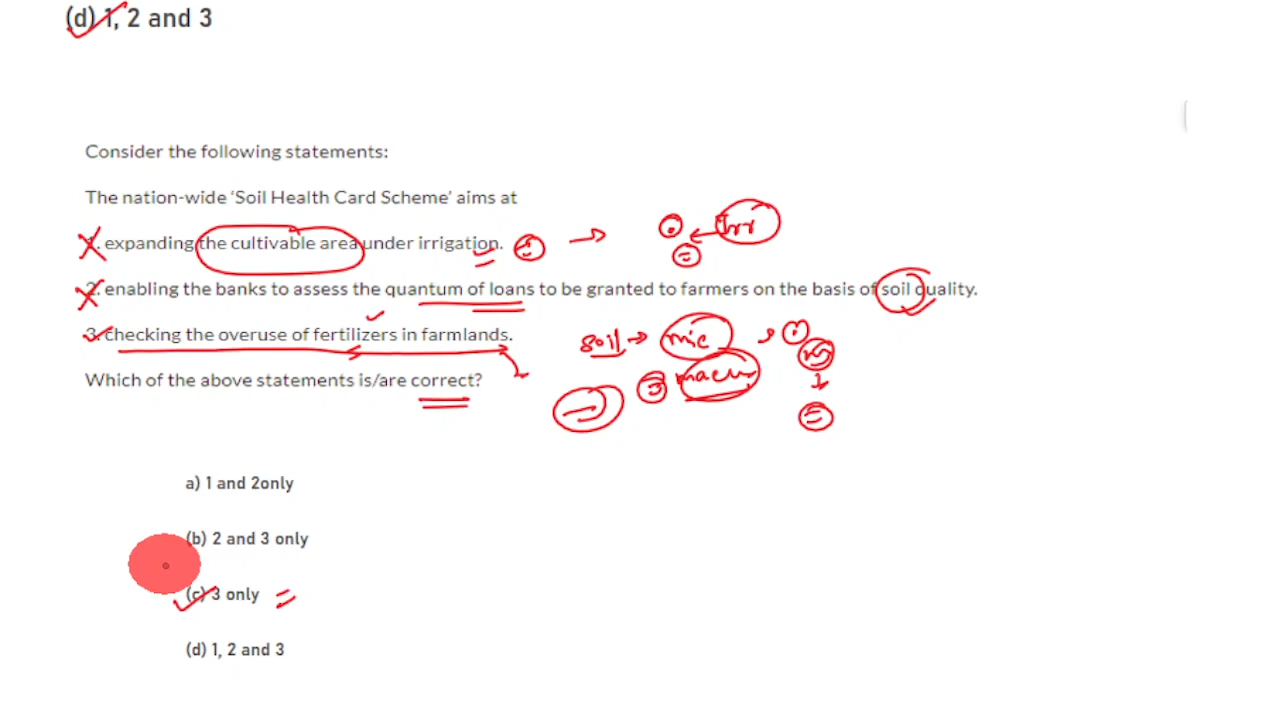 (d) 1, 2 and 3
Consider the following statements:
The nation-wide ‘Soil Health Card Scheme’ aims at
1. expanding the cultivable area under irrigation. Irr
2. enabling the banks to assess the quantum of loans to be granted to farmers on the basis of soil quality.
3. Checking the overuse of fertilizers in farmlands. soil → mic
macro
Which of the above statements is/are correct?
a) 1 and 2only
(b) 2 and 3 only
(c) 3 only
(d) 1, 2 and 3